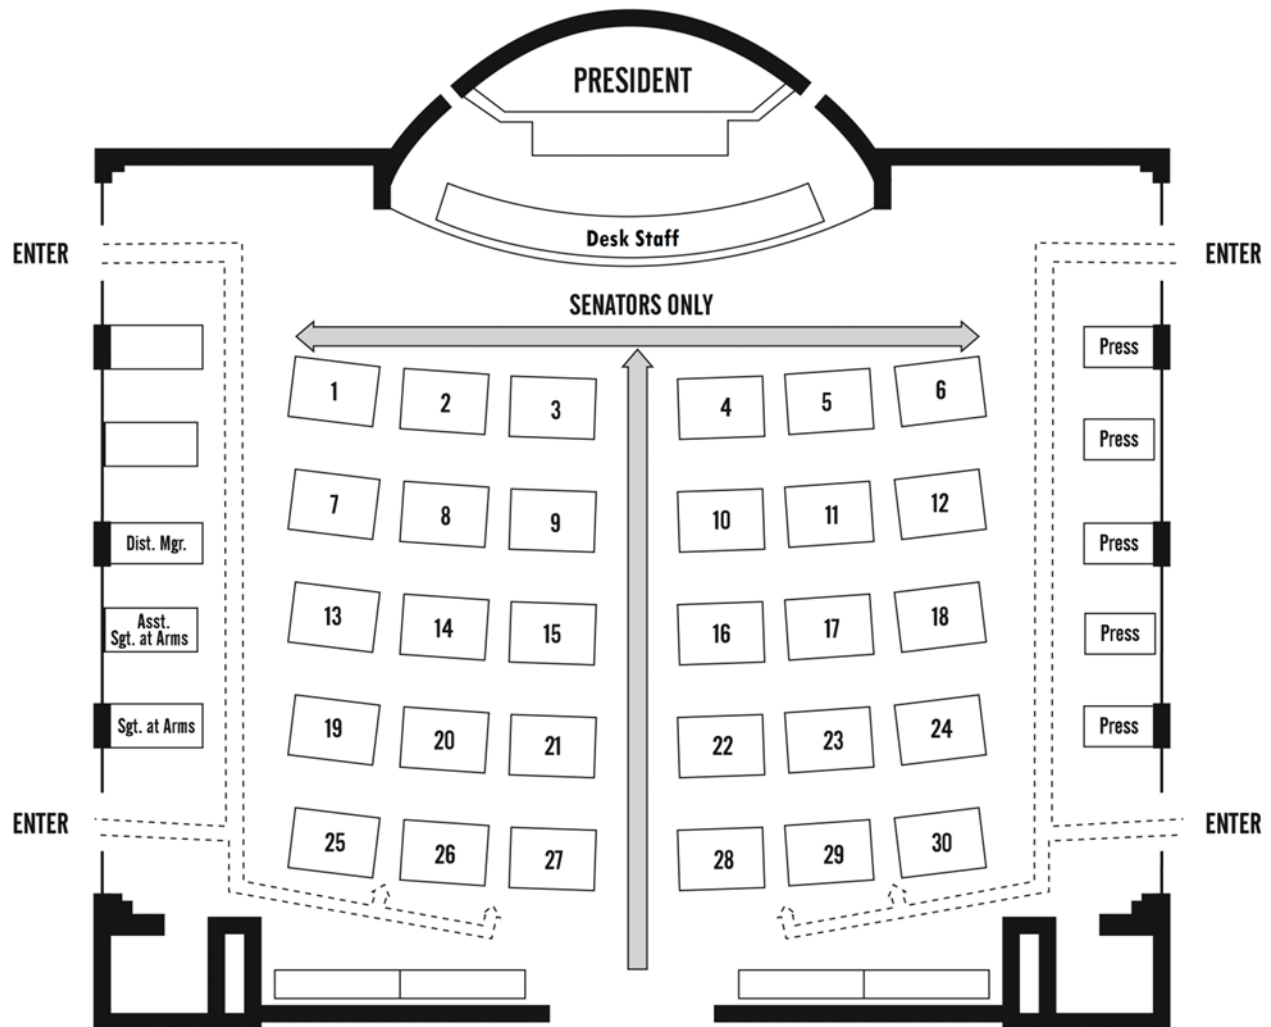 PRESIDENT
Desk Staff
ENTER
ENTER
SENATORS ONLY
Press
1
2
3
4
5
6
Press
7
8
9
10
11
12
Dist. Mgr.
Press
13
14
15
16
17
18
Asst.
Sgt. at Arms
Press
19
20
21
22
23
24
Sgt. at Arms
Press
ENTER
ENTER
25
26
27
28
29
30